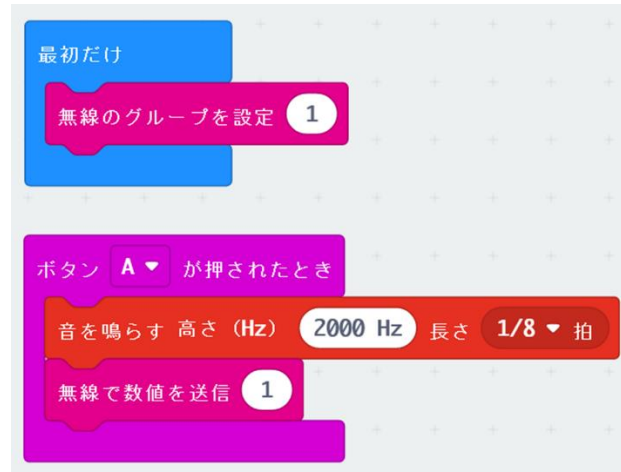 最初だけ
無線のグループを設定 1
ボタン A が押されたとき
音を鳴らす 高さ (Hz) 2000 Hz 長さ 1/8 拍
無線で数値を送信 1